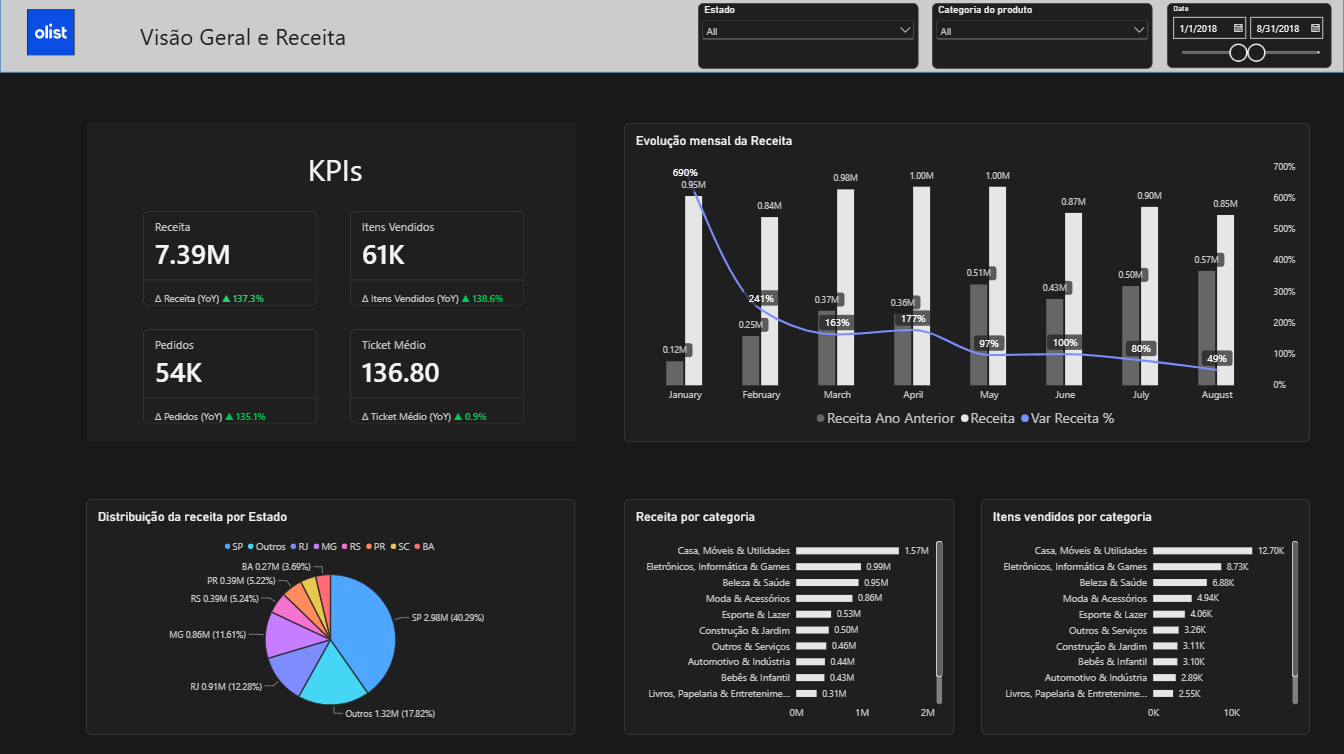 olist
Visão Geral e Receita
Estado
All
Categoria do produto
All
Date
1/1/2018
8/31/2018
KPIs
Receita
7.39M
Δ Receita (YoY) ▲ 137.3%
Itens Vendidos
61K
Δ Itens Vendidos (YoY) ▲ 138.6%
Pedidos
54K
Δ Pedidos (YoY) ▲ 135.1%
Ticket Médio
136.80
Δ Ticket Médio (YoY) ▲ 0.9%
Evolução mensal da Receita
690%
0.95M
0.84M
0.98M
1.00M
1.00M
0.87M
0.90M
0.85M
0.12M
0.25M
0.37M
0.36M
0.51M
0.43M
0.50M
0.57M
241%
163%
177%
97%
100%
80%
49%
700%
600%
500%
400%
300%
200%
100%
0%
January February March April May June July August
Receita Ano Anterior Receita Var Receita %
Distribuição da receita por Estado
SP Outros RJ MG RS PR SC BA
BA 0.27M (3.69%)
PR 0.39M (5.22%)
RS 0.39M (5.24%)
MG 0.86M (11.61%)
RJ 0.91M (12.28%)
SP 2.98M (40.29%)
Outros 1.32M (17.82%)
Receita por categoria
Casa, Móveis & Utilidades 1.57M
Eletrônicos, Informática & Games 0.99M
Beleza & Saúde 0.95M
Moda & Acessórios 0.86M
Esporte & Lazer 0.53M
Construção & Jardim 0.50M
Outros & Serviços 0.46M
Automotivo & Indústria 0.44M
Bebês & Infantil 0.43M
Livros, Papelaria & Entretenime... 0.31M
0M 1M 2M
Itens vendidos por categoria
Casa, Móveis & Utilidades 12.70K
Eletrônicos, Informática & Games 8.73K
Beleza & Saúde 6.88K
Moda & Acessórios 4.94K
Esporte & Lazer 4.06K
Outros & Serviços 3.26K
Construção & Jardim 3.11K
Bebês & Infantil 3.10K
Automotivo & Indústria 2.89K
Livros, Papelaria & Entretenime... 2.55K
0K 10K